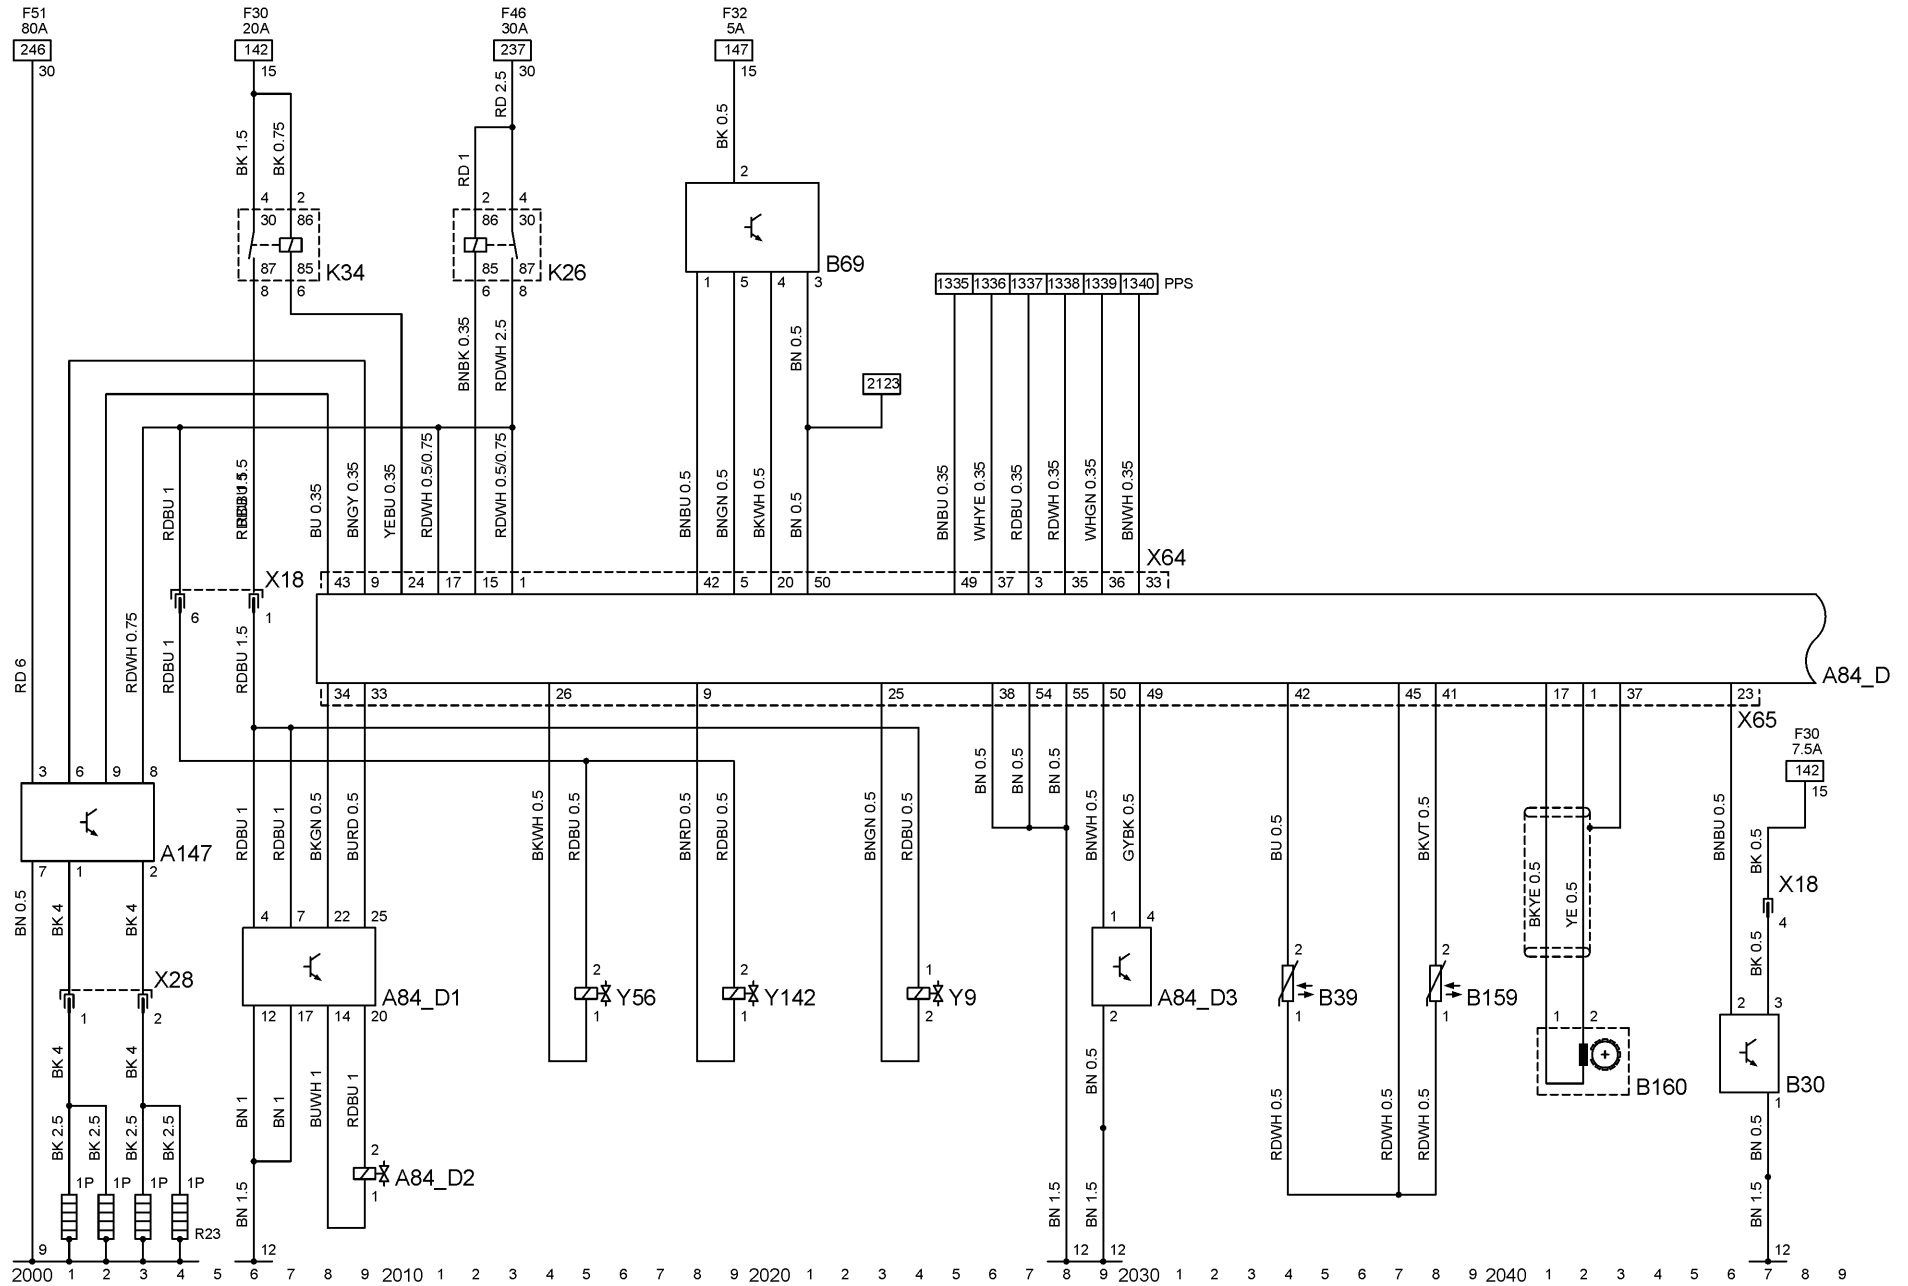 F51 F30 F46 F32
80A 20A 30A 5A
246 142 237 147
30 15 30 15
RD 2.5
BK 1.5 BK 0.75 RD 1 BK 0.5
2
4 2 2 4
30 86 86 30
87 85 K34 85 87 K26 B69
8 6 6 8 1 5 4 3
1335 1336 1337 1338 1339 1340 PPS
BNBK 0.35 RDWH 2.5 BN 0.5
2123
RDBU 1 BU 0.35 BNGY 0.35 YEBU 0.35 RDWH 0.5/0.75 RDWH 0.5/0.75 BNBU 0.5 BNGN 0.5 BKWH 0.5 BN 0.5 BNBU 0.35 WHYE 0.35 RDBU 0.35 RDWH 0.35 WHGN 0.35 BNWH 0.35
X18 X64
43 9 24 17 15 1 42 5 20 50 49 37 3 35 36 33
6 1
RD 6 RDWH 0.75 RDBU 1 RDBU 1.5
A84_D
34 33 26 9 25 38 54 55 50 49 42 45 41 17 1 37 23
X65
F30
7.5A
142
15
3 6 9 8
BN 0.5 BN 0.5 BN 0.5
RDBU 1 RDBU 1 BKGN 0.5 BURD 0.5 BKWH 0.5 RDBU 0.5 BNRD 0.5 RDBU 0.5 BNGN 0.5 RDBU 0.5 BNWH 0.5 GYBK 0.5 BU 0.5 BKVT 0.5 BNBU 0.5 BK 0.5
A147
7 1 2
BN 0.5 BK 4 BK 4 BKYE 0.5 YE 0.5
X18
4
4 7 22 25 1 4
BK 0.5
X28 A84_D1 A84_D3
1 2
2 2 1 2 2
Y56 Y142 Y9 B39 B159
1 1 2 1 1
12 17 14 20 2
1 2 2 3
BK 4 BK 4 BN 0.5
B160 B30
1
BK 2.5 BK 2.5 BK 2.5 BK 2.5 BN 1 BN 1 BUWH 1 RDBU 1 RDWH 0.5 RDWH 0.5 RDWH 0.5 BN 0.5
2
A84_D2
1
1P 1P 1P 1P
R23
BN 1.5 BN 1.5 BN 1.5 BN 1.5
9 12 12 12 12
2000 1 2 3 4 5 6 7 8 9 2010 1 2 3 4 5 6 7 8 9 2020 1 2 3 4 5 6 7 8 9 2030 1 2 3 4 5 6 7 8 9 2040 1 2 3 4 5 6 7 8 9